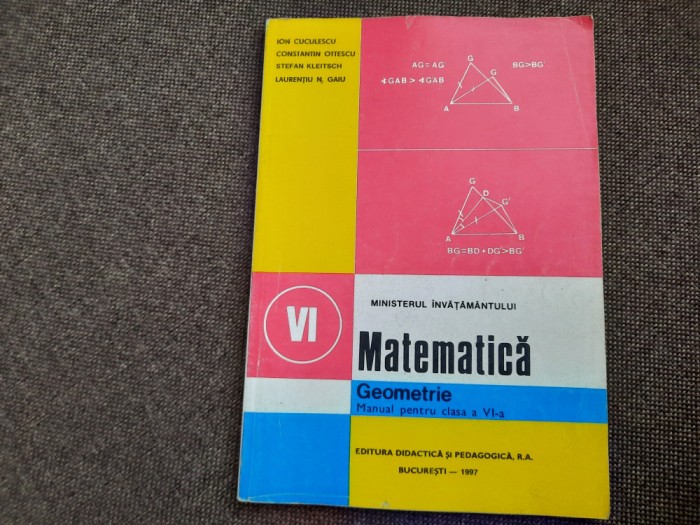 ION CUCULESCU
CONSTANTIN OTTESCU
STEFAN KLEITSCH
LAURENȚIU N. GAIU
AG = AG'
G
BG>BG'
∢GAB > ∢GAB
G
A
B
G
D
G'
A
B
BG=BD+DG'>BG'
VI
MINISTERUL ÎNVĂȚĂMÂNTULUI
Matematică
Geometrie
Manual pentru clasa a VI-a
EDITURA DIDACTICĂ ȘI PEDAGOGICĂ, R.A.
BUCUREȘTI — 1997